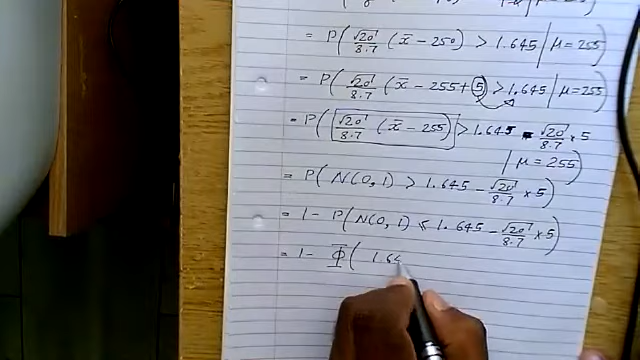 = P( √20/8.7 (x̄ - 250) > 1.645 | μ = 255)
= P( √20/8.7 (x̄ - 255 + 5) > 1.645 | μ = 255)
= P( √20/8.7 (x̄ - 255) > 1.645 - √20/8.7 × 5
| μ = 255)
= P( N(0,1) > 1.645 - √20/8.7 × 5)
= 1 - P( N(0,1) ≤ 1.645 - √20/8.7 × 5)
= 1 - Φ( 1.64